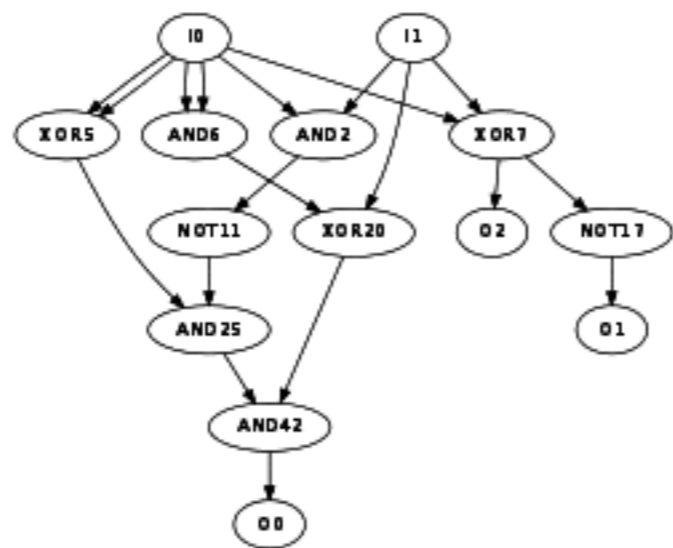 I0 I1
XOR5 AND6 AND2 XOR7
NOT11 XOR20 O2 NOT17
AND25 O1
AND42
O0